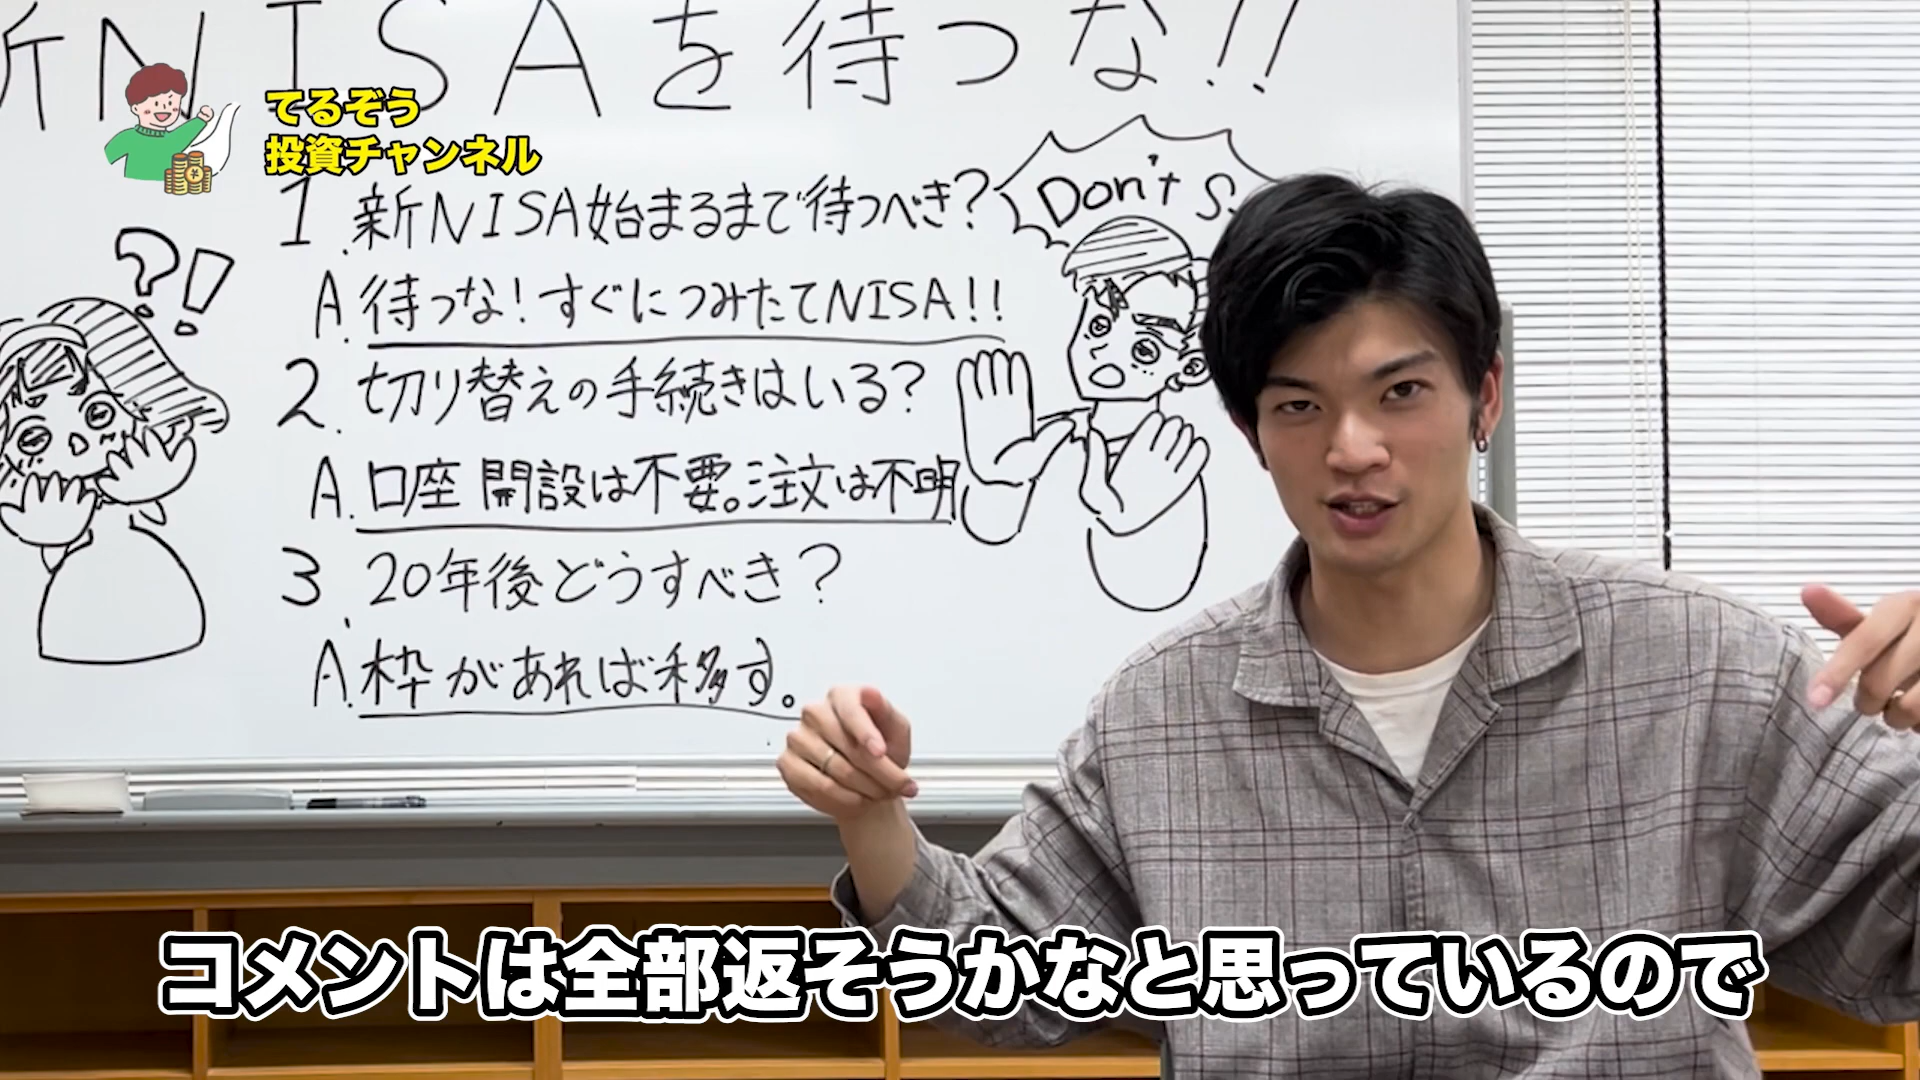 新NISAを待つな!!
てるぞう
投資チャンネル
1.新NISA始まるまで待つべき?
A.待つな!すぐにつみたてNISA!!
2.切り替えの手続きはいる?
A.口座開設は不要。注文は不明
3.20年後どうすべき?
A.枠があれば移す。
?!
Don't S
コメントは全部返そうかなと思っているので